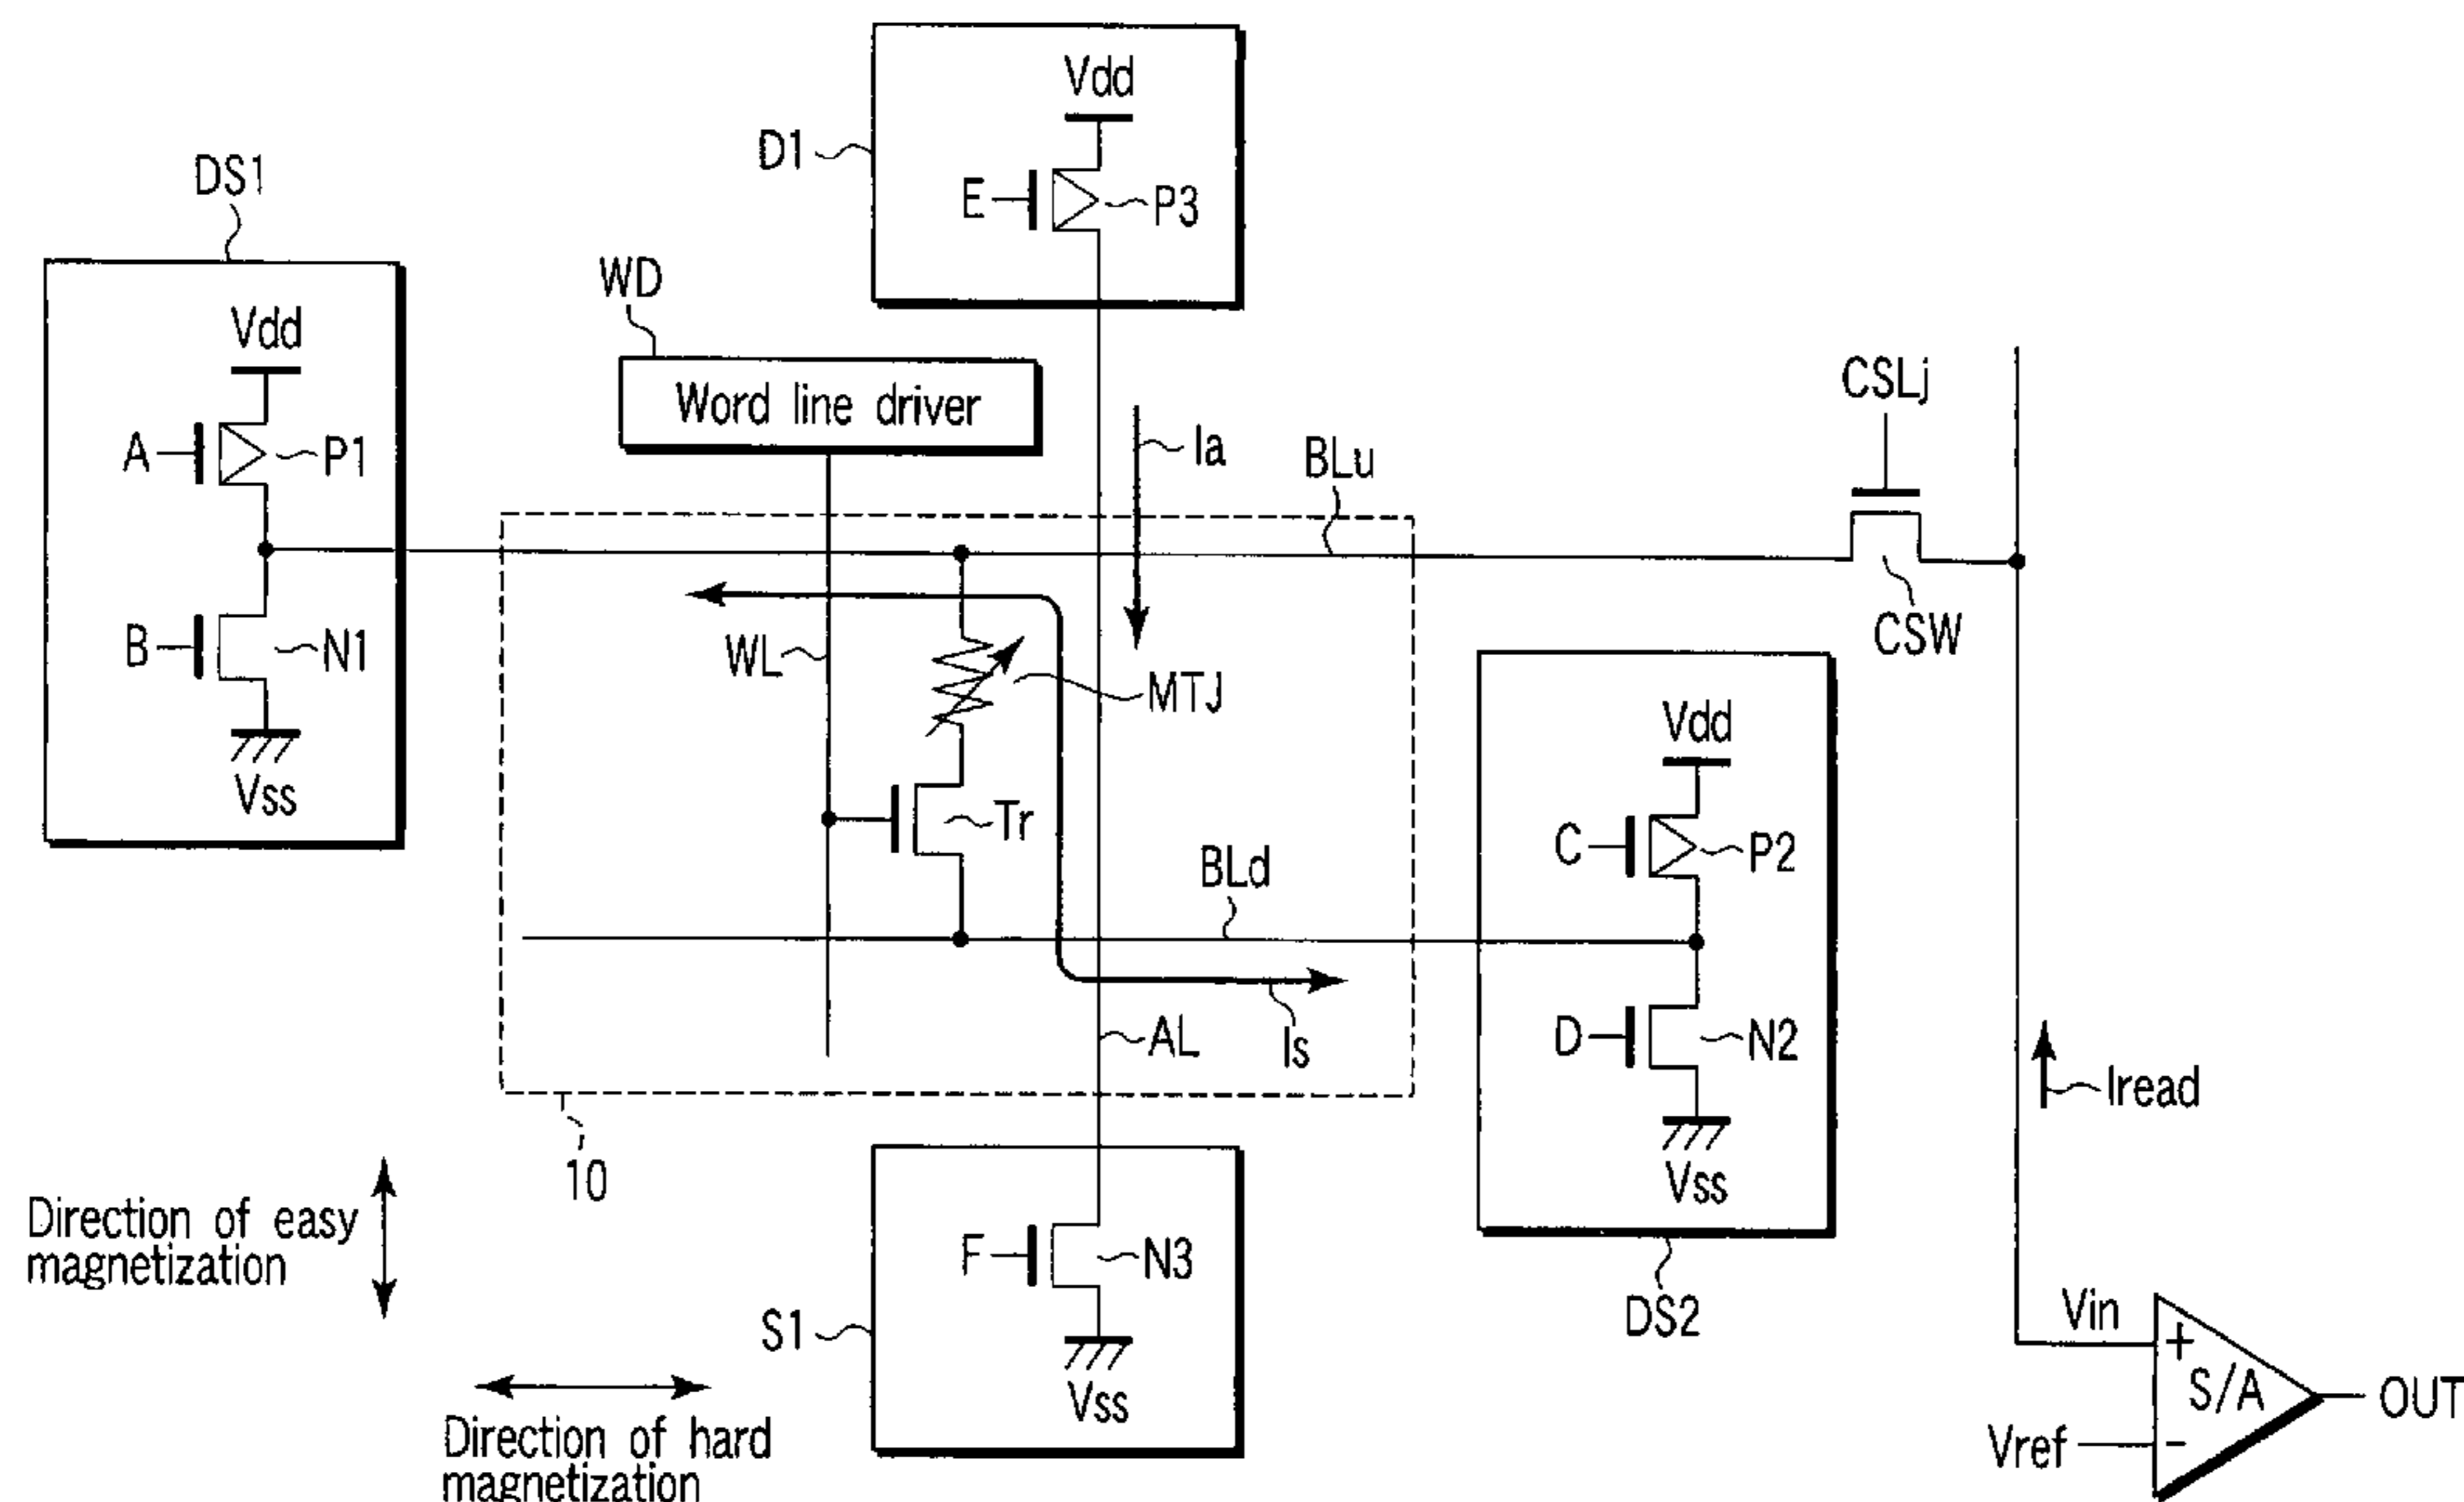 Vdd
D1
E
P3
DS1
WD
Vdd
Word line driver
CSLj
Ia
BLu
A
P1
WL
MTJ
CSW
B
N1
Vdd
Vss
Tr
BLd
C
P2
AL
Is
D
N2
Iread
10
Vss
Direction of easy
magnetization
F
N3
S1
DS2
Vin
+
S/A
OUT
Vss
Direction of hard
magnetization
Vref
-